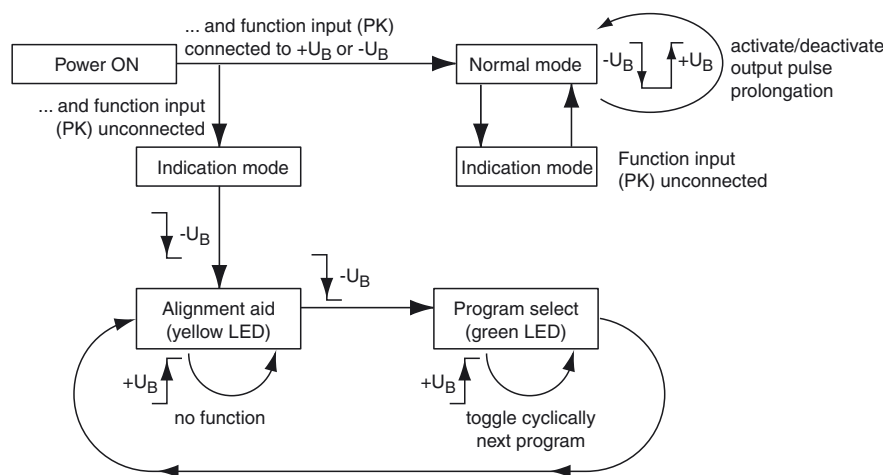 ... and function input (PK)
connected to +UB or -UB
Power ON
Normal mode
-UB
+UB
activate/deactivate
output pulse
prolongation
... and function input
(PK) unconnected
Indication mode
Indication mode
Function input
(PK) unconnected
-UB
-UB
Alignment aid
(yellow LED)
Program select
(green LED)
+UB
no function
+UB
toggle cyclically
next program